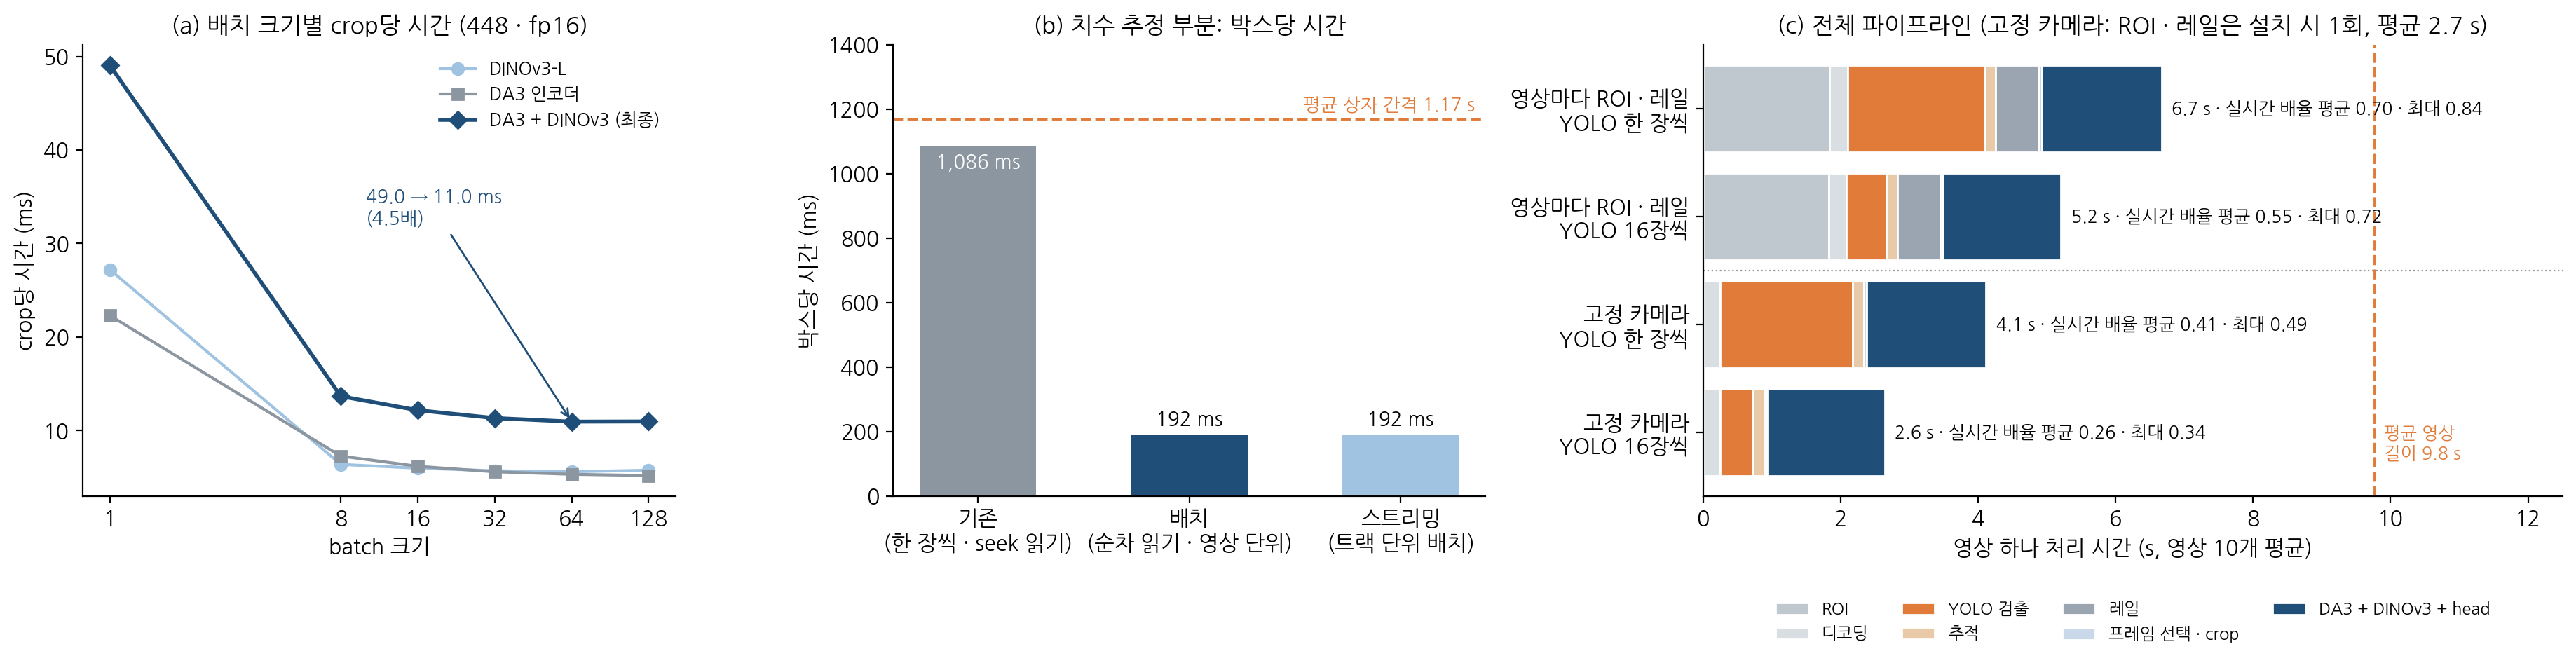 (a) 배치 크기별 crop당 시간 (448 · fp16)
crop당 시간 (ms)
50
40
30
20
10
DINOv3-L
DA3 인코더
DA3 + DINOv3 (최종)
49.0 → 11.0 ms
(4.5배)
1
8
16
32
64
128
batch 크기
(b) 치수 추정 부분: 박스당 시간
박스당 시간 (ms)
1400
1200
1000
800
600
400
200
0
평균 상자 간격 1.17 s
1,086 ms
192 ms
192 ms
기존
(한 장씩 · seek 읽기)
배치
(순차 읽기 · 영상 단위)
스트리밍
(트랙 단위 배치)
(c) 전체 파이프라인 (고정 카메라: ROI · 레일은 설치 시 1회, 평균 2.7 s)
영상마다 ROI · 레일
YOLO 한 장씩
6.7 s · 실시간 배율 평균 0.70 · 최대 0.84
영상마다 ROI · 레일
YOLO 16장씩
5.2 s · 실시간 배율 평균 0.55 · 최대 0.72
고정 카메라
YOLO 한 장씩
4.1 s · 실시간 배율 평균 0.41 · 최대 0.49
고정 카메라
YOLO 16장씩
2.6 s · 실시간 배율 평균 0.26 · 최대 0.34
평균 영상
길이 9.8 s
0
2
4
6
8
10
12
영상 하나 처리 시간 (s, 영상 10개 평균)
ROI
디코딩
YOLO 검출
추적
레일
프레임 선택 · crop
DA3 + DINOv3 + head